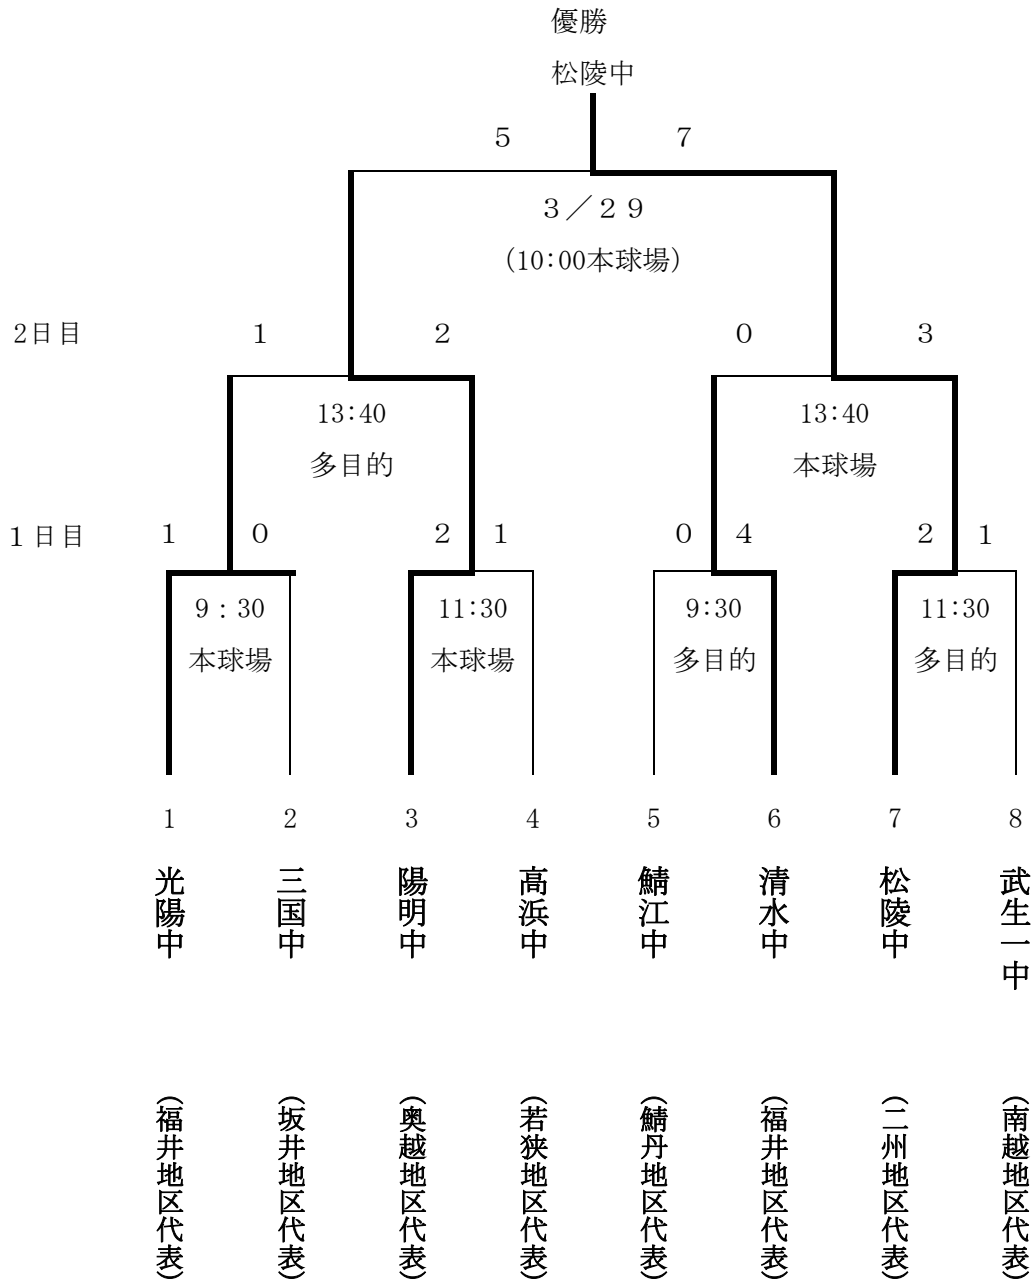 優勝
松陵中
５ ７
３／２９
(10:00本球場)
2日目 １ ２ ０ ３
13:40 13:40
多目的 本球場
１日目 １ ０ ２ １ ０ ４ ２ １
9：30 11:30 9:30 11:30
本球場 本球場 多目的 多目的
1 2 3 4 5 6 7 8
光陽中
三国中
陽明中
高浜中
鯖江中
清水中
松陵中
武生一中
(福井地区代表)
(坂井地区代表)
(奥越地区代表)
(若狭地区代表)
(鯖丹地区代表)
(福井地区代表)
(二州地区代表)
(南越地区代表)